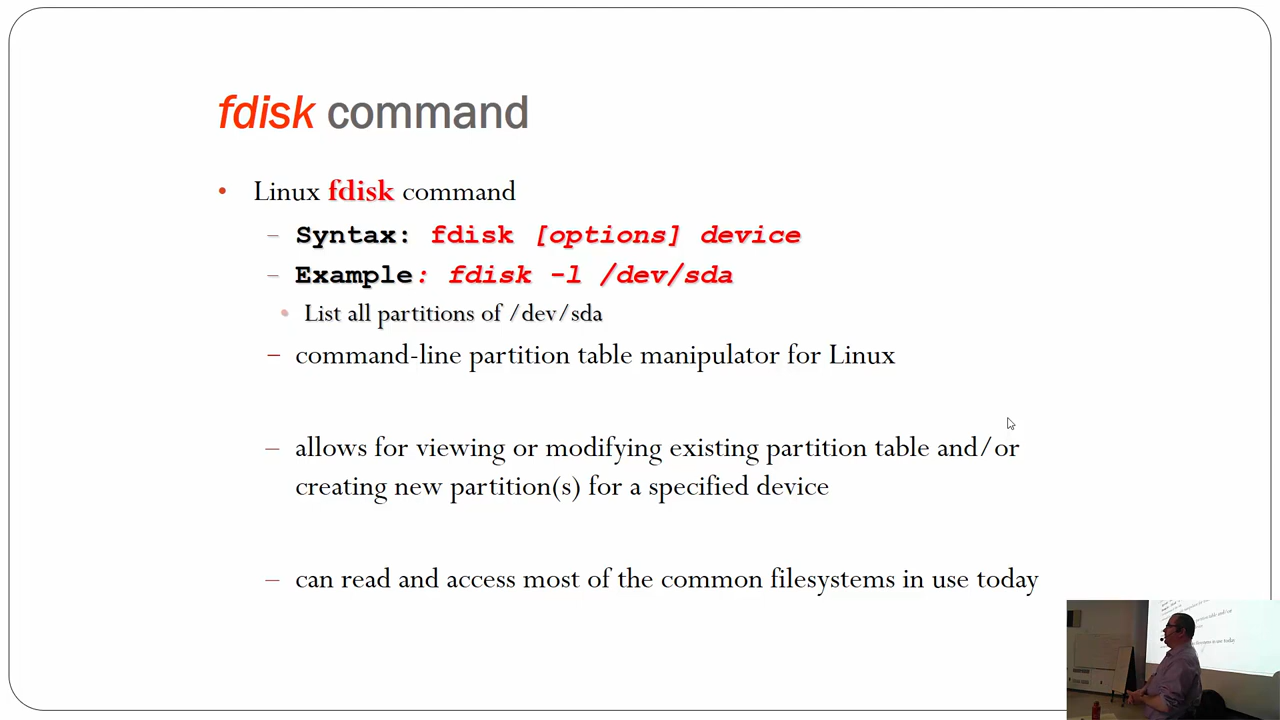 fdisk command
• Linux fdisk command
– Syntax: fdisk [options] device
– Example: fdisk -l /dev/sda
• List all partitions of /dev/sda
– command-line partition table manipulator for Linux
– allows for viewing or modifying existing partition table and/or
creating new partition(s) for a specified device
– can read and access most of the common filesystems in use today